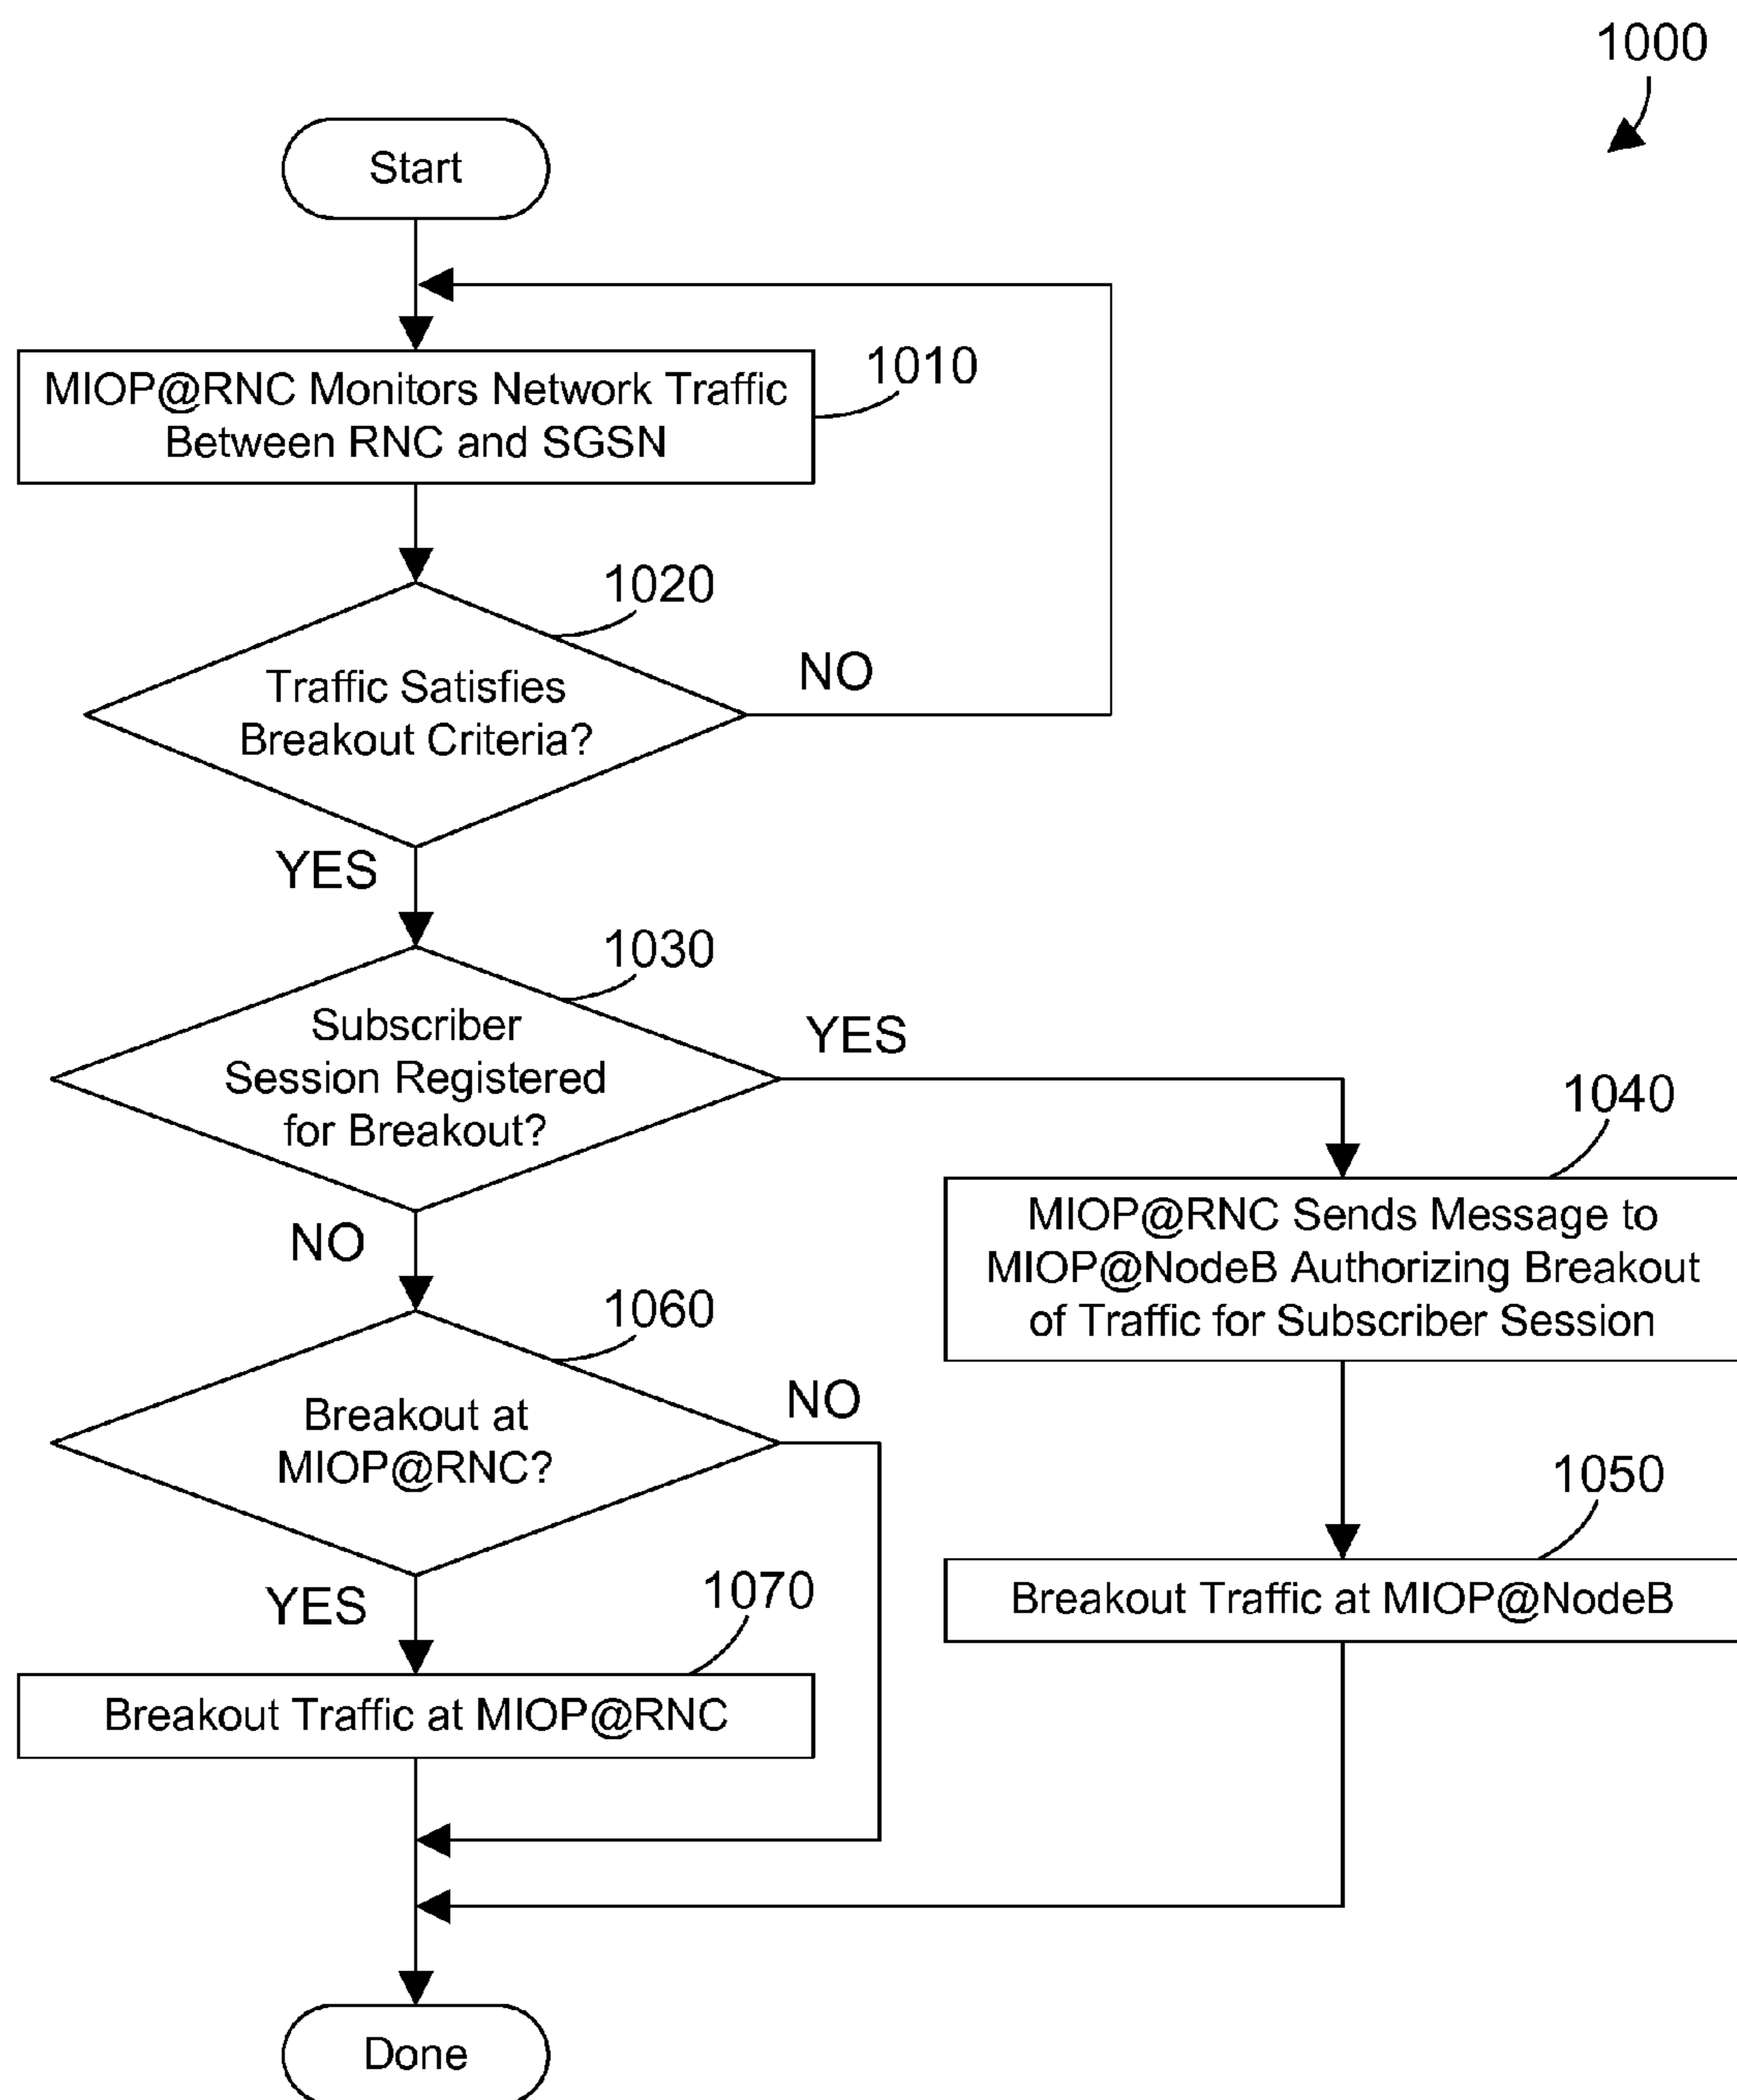 1000
Start
MIOP@RNC Monitors Network Traffic
Between RNC and SGSN
1010
1020
Traffic Satisfies
Breakout Criteria?
NO
YES
1030
Subscriber
Session Registered
for Breakout?
YES
NO
1040
MIOP@RNC Sends Message to
MIOP@NodeB Authorizing Breakout
of Traffic for Subscriber Session
1060
Breakout at
MIOP@RNC?
NO
YES
1050
Breakout Traffic at MIOP@NodeB
1070
Breakout Traffic at MIOP@RNC
Done